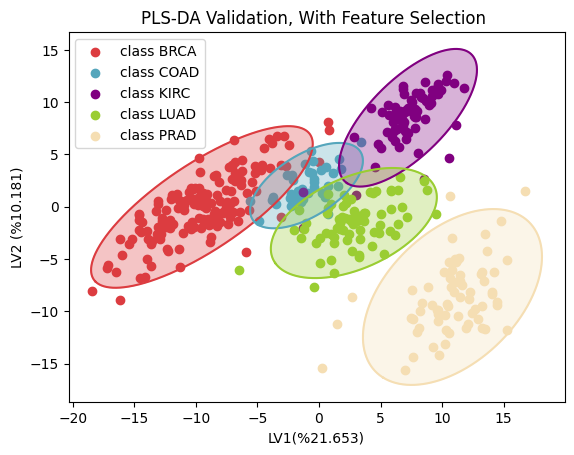 PLS-DA Validation, With Feature Selection
class BRCA
class COAD
class KIRC
class LUAD
class PRAD
LV2 (%10.181)
15
10
5
0
−5
−10
−15
−20
−15
−10
−5
0
5
10
15
LV1(%21.653)